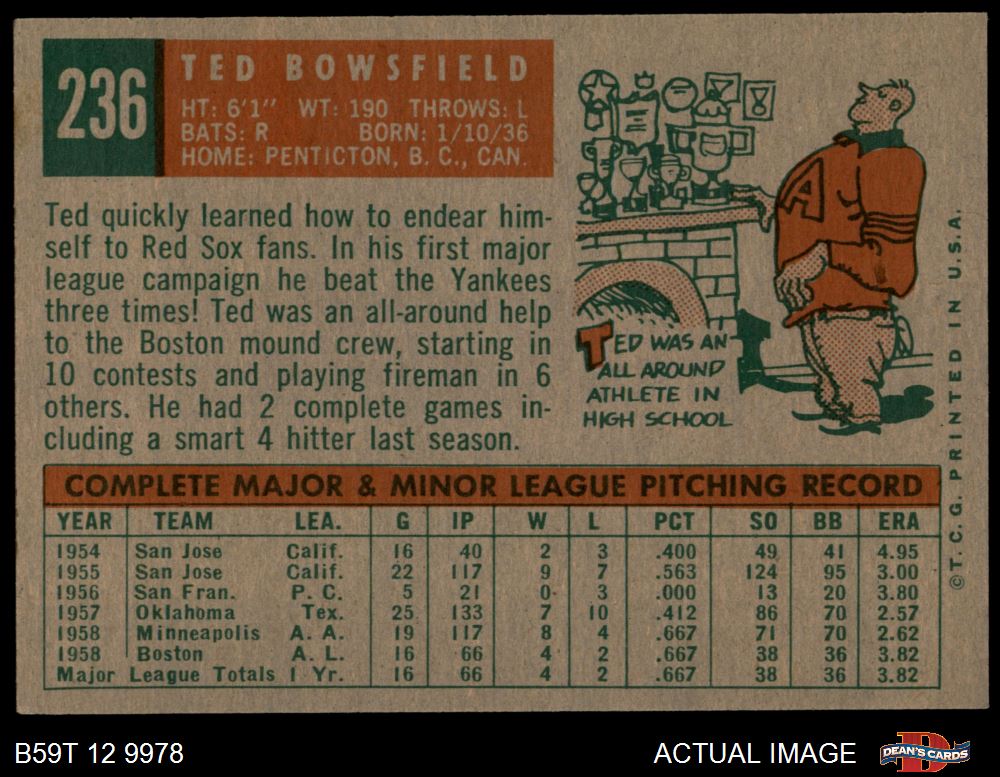 236
TED BOWSFIELD
HT: 6'1" WT: 190 THROWS: L
BATS: R BORN: 1/10/36
HOME: PENTICTON, B. C., CAN.
Ted quickly learned how to endear him-
self to Red Sox fans. In his first major
league campaign he beat the Yankees
three times! Ted was an all-around help
to the Boston mound crew, starting in
10 contests and playing fireman in 6
others. He had 2 complete games in-
cluding a smart 4 hitter last season.
A
TED WAS AN
ALL AROUND
ATHLETE IN
HIGH SCHOOL
COMPLETE MAJOR & MINOR LEAGUE PITCHING RECORD
YEAR TEAM LEA. G IP W L PCT SO BB ERA
1954 San Jose Calif. 16 40 2 3 .400 49 41 4.95
1955 San Jose Calif. 22 117 9 7 .563 124 95 3.00
1956 San Fran. P. C. 5 21 0 3 .000 13 20 3.80
1957 Oklahoma Tex. 25 133 7 10 .412 86 70 2.57
1958 Minneapolis A. A. 19 117 8 4 .667 71 70 2.62
1958 Boston A. L. 16 66 4 2 .667 38 36 3.82
Major League Totals 1 Yr. 16 66 4 2 .667 38 36 3.82
©T. C. G. PRINTED IN U.S.A.
B59T 12 9978
ACTUAL IMAGE
DEAN'S CARDS
.COM